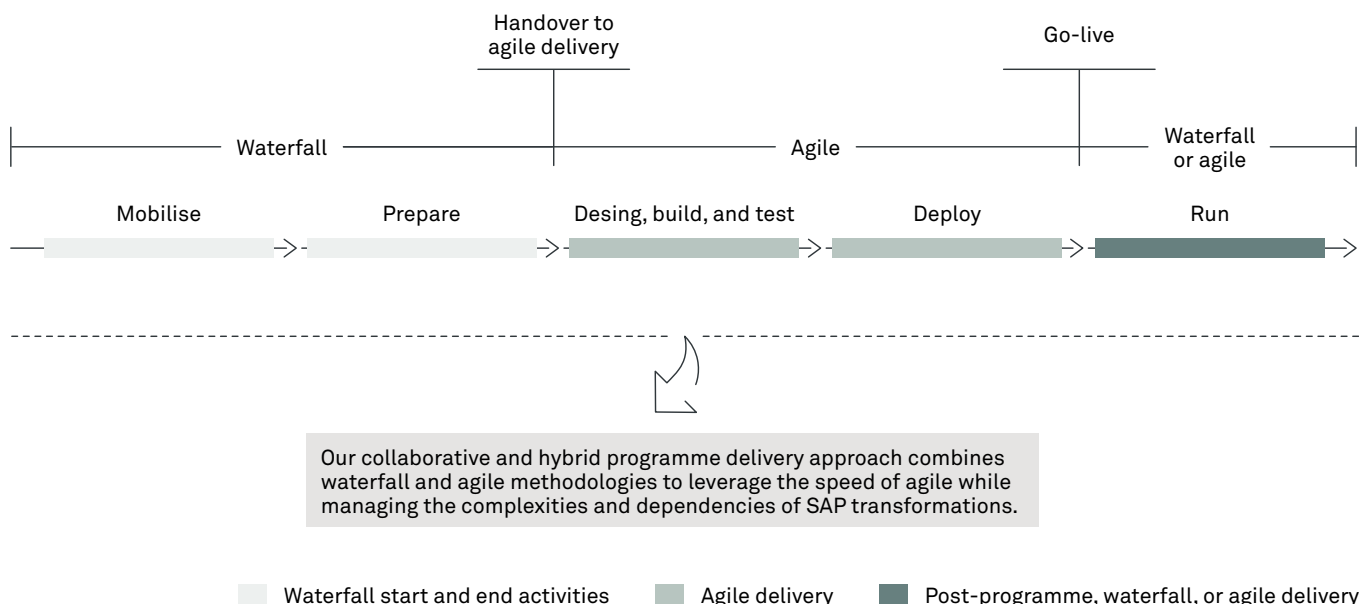 Handover to
agile delivery
Go-live
Waterfall
Agile
Waterfall
or agile
Mobilise
Prepare
Desing, build, and test
Deploy
Run
Our collaborative and hybrid programme delivery approach combines
waterfall and agile methodologies to leverage the speed of agile while
managing the complexities and dependencies of SAP transformations.
Waterfall start and end activities
Agile delivery
Post-programme, waterfall, or agile delivery